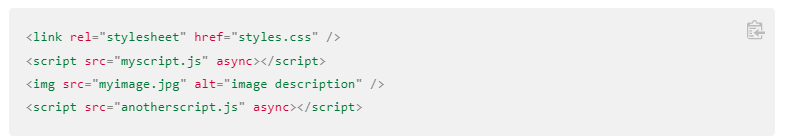 <link rel="stylesheet" href="styles.css" />
<script src="myscript.js" async></script>
<img src="myimage.jpg" alt="image description" />
<script src="anotherscript.js" async></script>